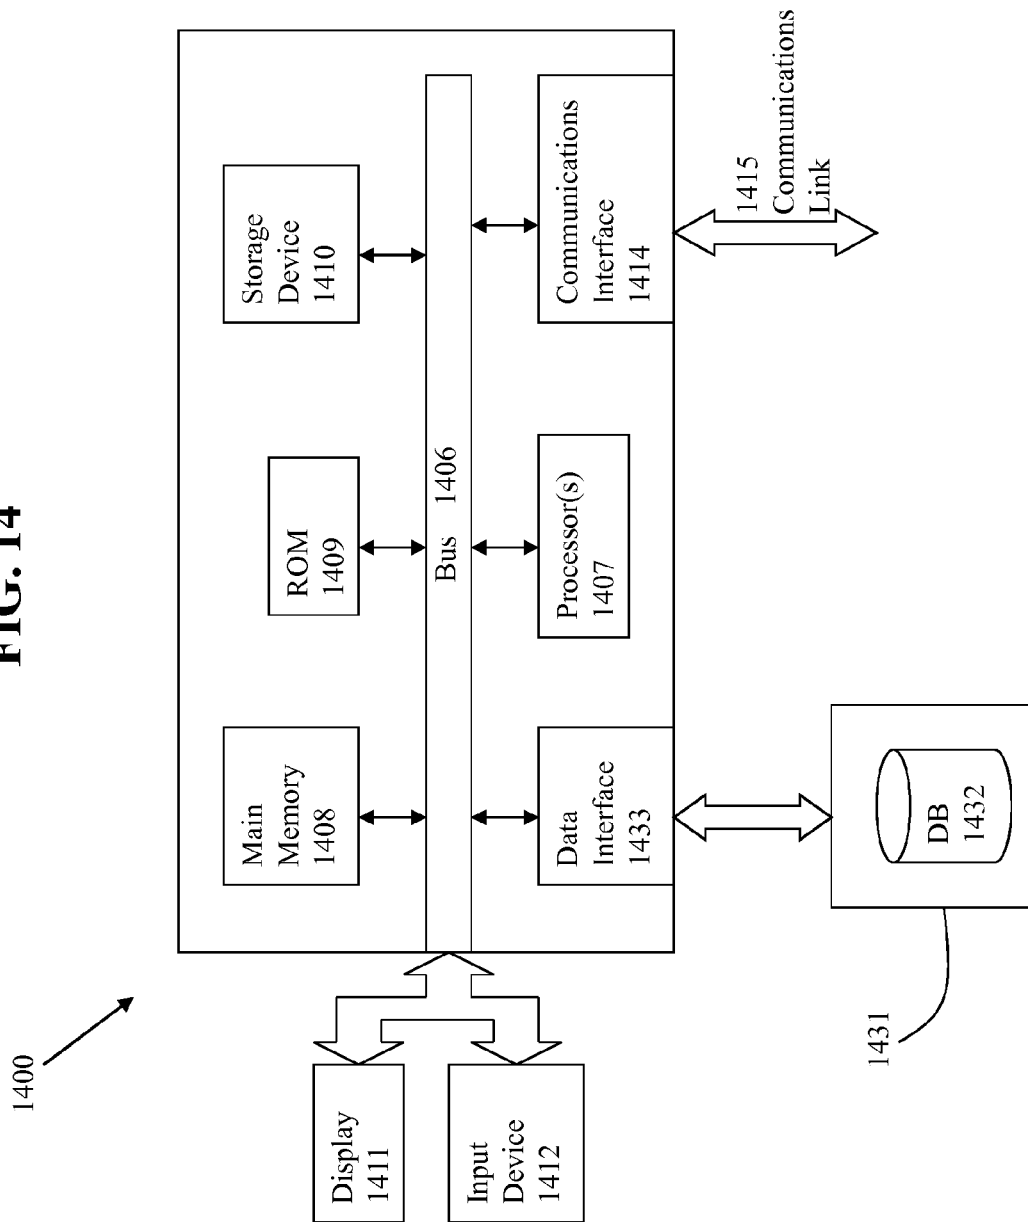 FIG. 14
1400
Main
Memory
1408
ROM
1409
Storage
Device
1410
Bus 1406
Data
Interface
1433
Processor(s)
1407
Communications
Interface
1414
Display
1411
Input
Device
1412
1415
Communications
Link
DB
1432
1431